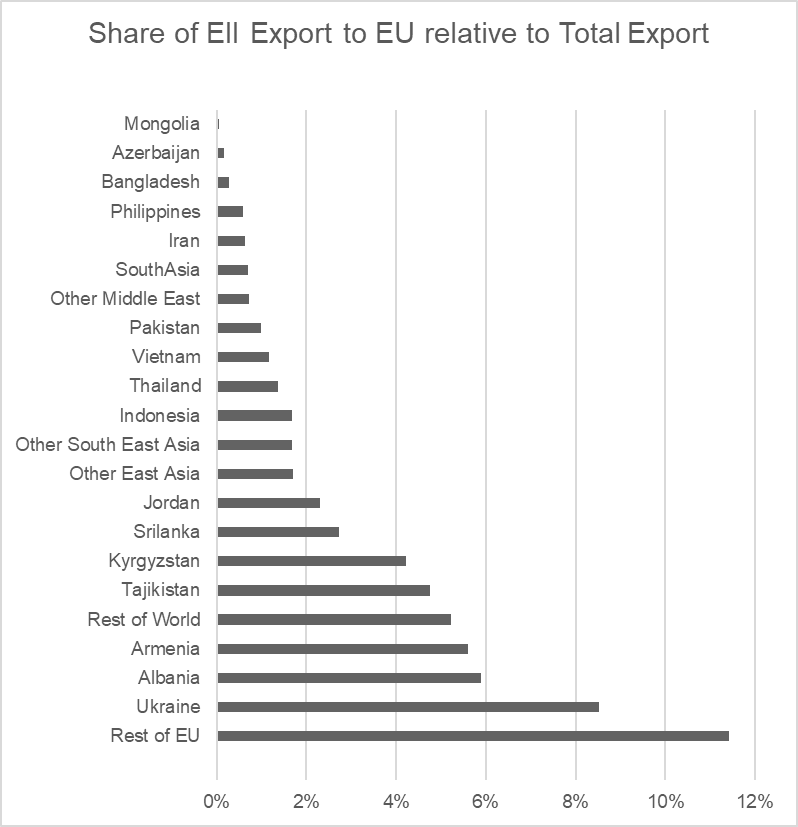 Share of EII Export to EU relative to Total Export
Mongolia
Azerbaijan
Bangladesh
Philippines
Iran
SouthAsia
Other Middle East
Pakistan
Vietnam
Thailand
Indonesia
Other South East Asia
Other East Asia
Jordan
Srilanka
Kyrgyzstan
Tajikistan
Rest of World
Armenia
Albania
Ukraine
Rest of EU
0% 2% 4% 6% 8% 10% 12%